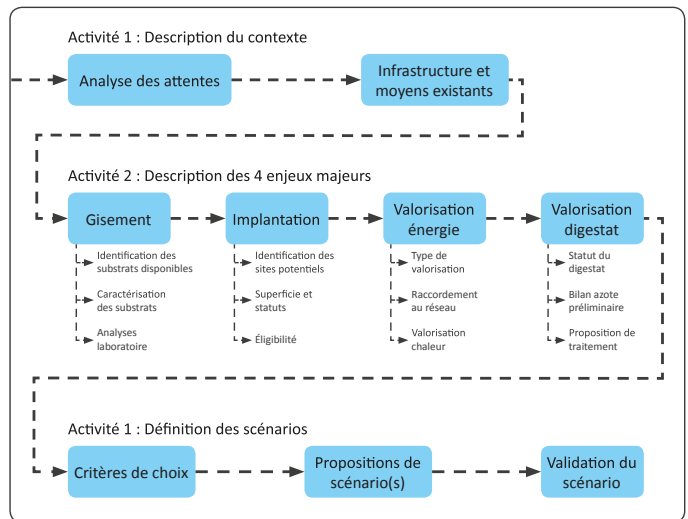 Activité 1 : Description du contexte
Analyse des attentes
Infrastructure et
moyens existants
Activité 2 : Description des 4 enjeux majeurs
Gisement
Implantation
Valorisation
énergie
Valorisation
digestat
Identification des
substrats disponibles
Caractérisation
des substrats
Analyses
laboratoire
Identification des
sites potentiels
Superficie et
statuts
Éligibilité
Type de
valorisation
Raccordement
au réseau
Valorisation
chaleur
Statut du
digestat
Bilan azote
préliminaire
Proposition de
traitement
Activité 1 : Définition des scénarios
Critères de choix
Propositions de
scénario(s)
Validation du
scénario